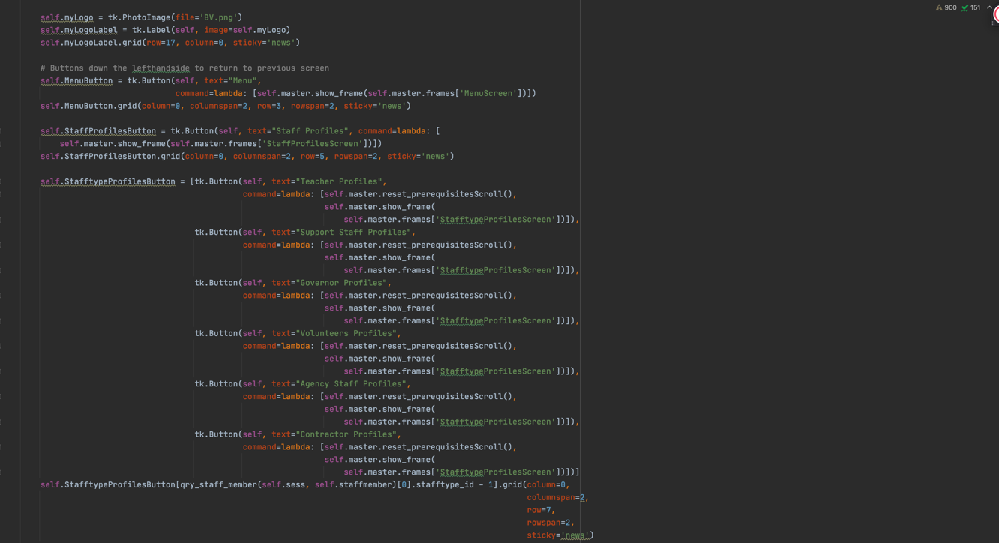 900 151
self.myLogo = tk.PhotoImage(file='BV.png')
self.myLogoLabel = tk.Label(self, image=self.myLogo)
self.myLogoLabel.grid(row=17, column=0, sticky='news')
# Buttons down the lefthandside to return to previous screen
self.MenuButton = tk.Button(self, text="Menu",
command=lambda: [self.master.show_frame(self.master.frames['MenuScreen'])])
self.MenuButton.grid(column=0, columnspan=2, row=3, rowspan=2, sticky='news')
self.StaffProfilesButton = tk.Button(self, text="Staff Profiles", command=lambda: [
self.master.show_frame(self.master.frames['StaffProfilesScreen'])])
self.StaffProfilesButton.grid(column=0, columnspan=2, row=5, rowspan=2, sticky='news')
self.StafftypeProfilesButton = [tk.Button(self, text="Teacher Profiles",
command=lambda: [self.master.reset_prerequisitesScroll(),
self.master.show_frame(
self.master.frames['StafftypeProfilesScreen'])]),
tk.Button(self, text="Support Staff Profiles",
command=lambda: [self.master.reset_prerequisitesScroll(),
self.master.show_frame(
self.master.frames['StafftypeProfilesScreen'])]),
tk.Button(self, text="Governor Profiles",
command=lambda: [self.master.reset_prerequisitesScroll(),
self.master.show_frame(
self.master.frames['StafftypeProfilesScreen'])]),
tk.Button(self, text="Volunteers Profiles",
command=lambda: [self.master.reset_prerequisitesScroll(),
self.master.show_frame(
self.master.frames['StafftypeProfilesScreen'])]),
tk.Button(self, text="Agency Staff Profiles",
command=lambda: [self.master.reset_prerequisitesScroll(),
self.master.show_frame(
self.master.frames['StafftypeProfilesScreen'])]),
tk.Button(self, text="Contractor Profiles",
command=lambda: [self.master.reset_prerequisitesScroll(),
self.master.show_frame(
self.master.frames['StafftypeProfilesScreen'])])]
self.StafftypeProfilesButton[qry_staff_member(self.sess, self.staffmember)[0].stafftype_id - 1].grid(column=0,
columnspan=2,
row=7,
rowspan=2,
sticky='news')